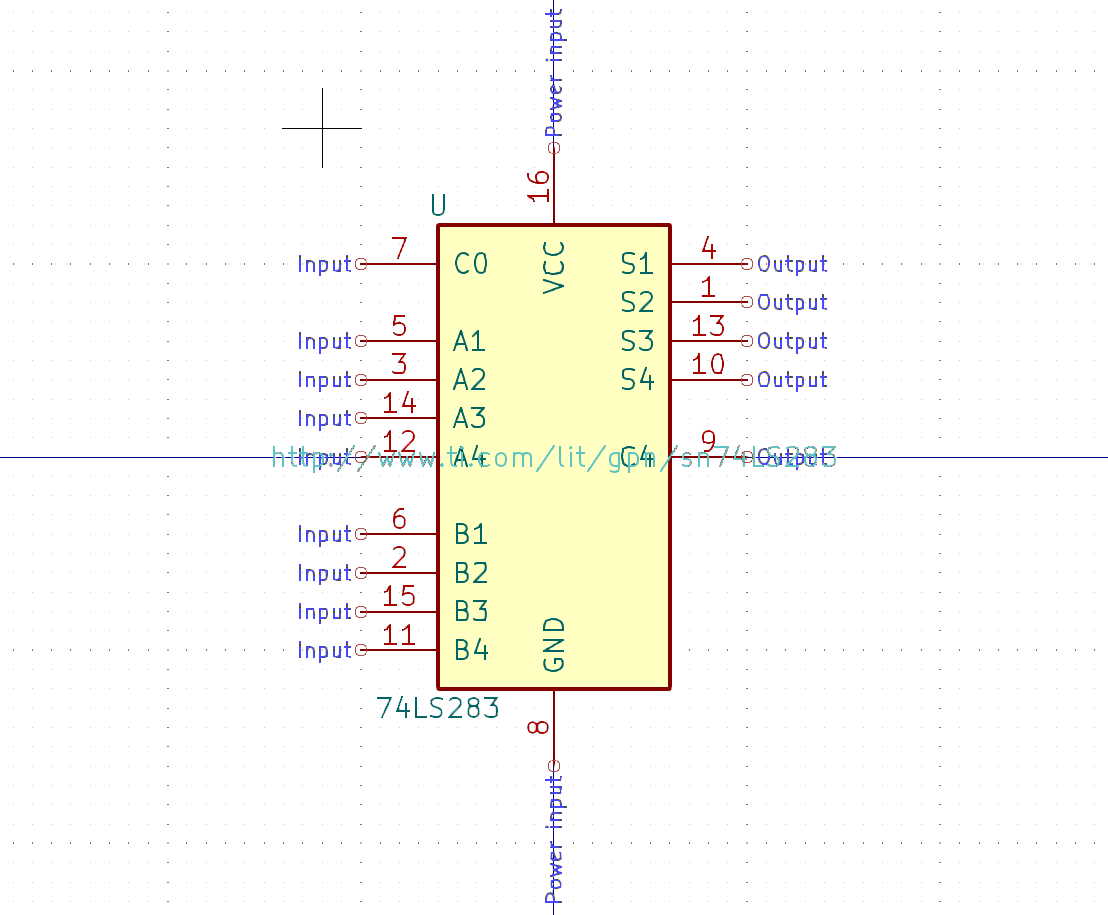 Power input
16
U
Input 7 C0 VCC S1 4 Output
S2 1 Output
Input 5 A1 S3 13 Output
Input 3 A2 S4 10 Output
Input 14 A3
Input 12 A4 C4 9 Output
http://www.ti.com/lit/gpn/sn74LS283
Input 6 B1
Input 2 B2
Input 15 B3
Input 11 B4 GND
74LS283
8
Power input